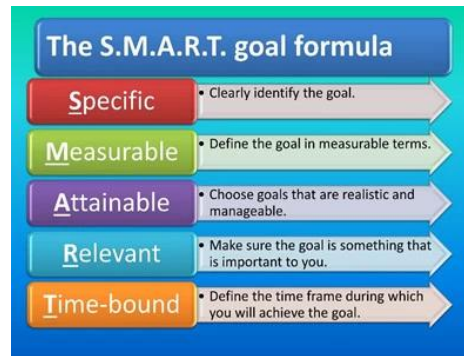 The S.M.A.R.T. goal formula
Specific
• Clearly identify the goal.
Measurable
• Define the goal in measurable terms.
Attainable
• Choose goals that are realistic and
manageable.
Relevant
• Make sure the goal is something that
is important to you.
Time-bound
• Define the time frame during which
you will achieve the goal.